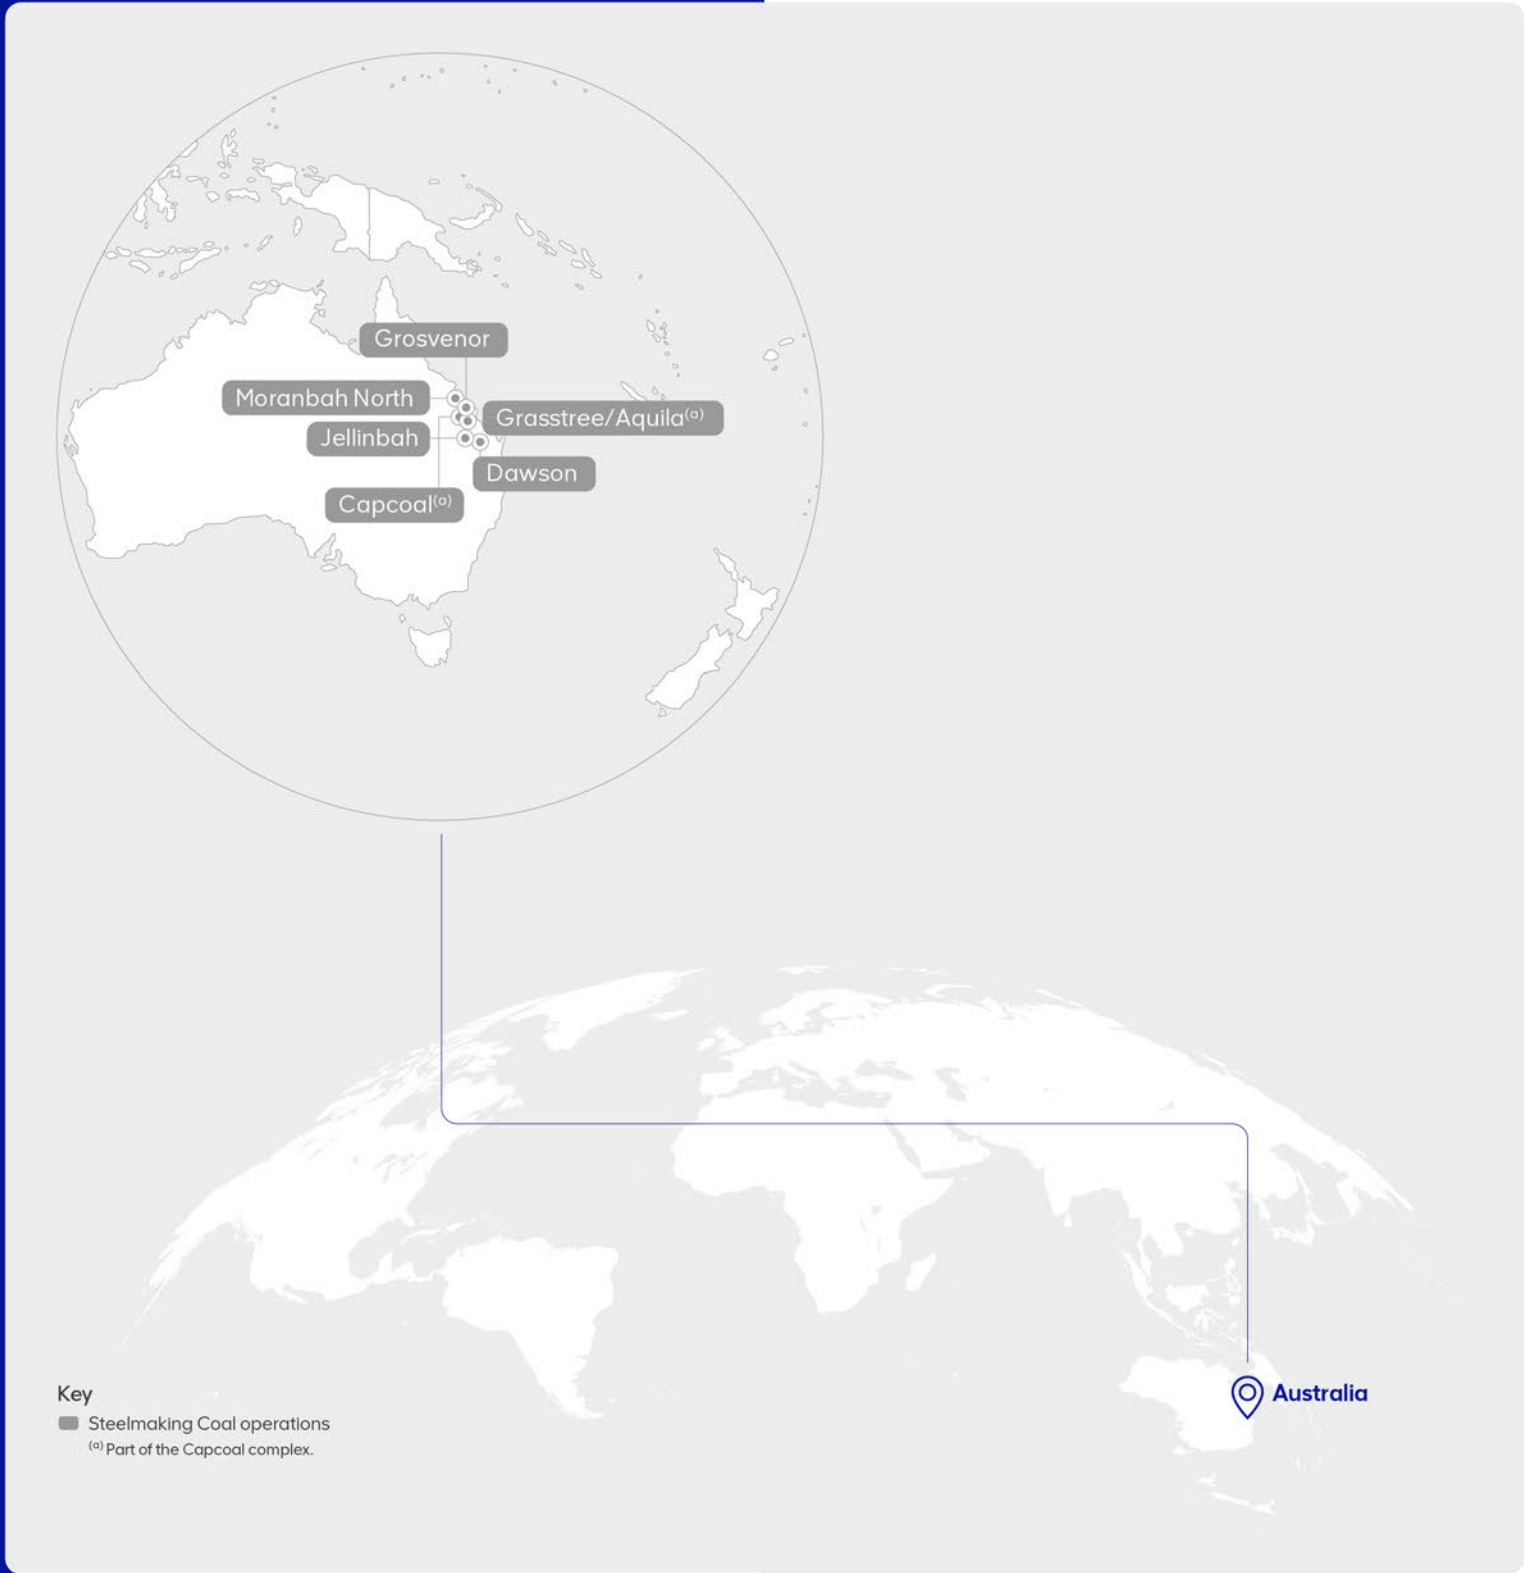 Grosvenor
Moranbah North
Grasstree/Aquila(a)
Jellinbah
Dawson
Capcoal(a)
Australia
Key
Steelmaking Coal operations
(a) Part of the Capcoal complex.